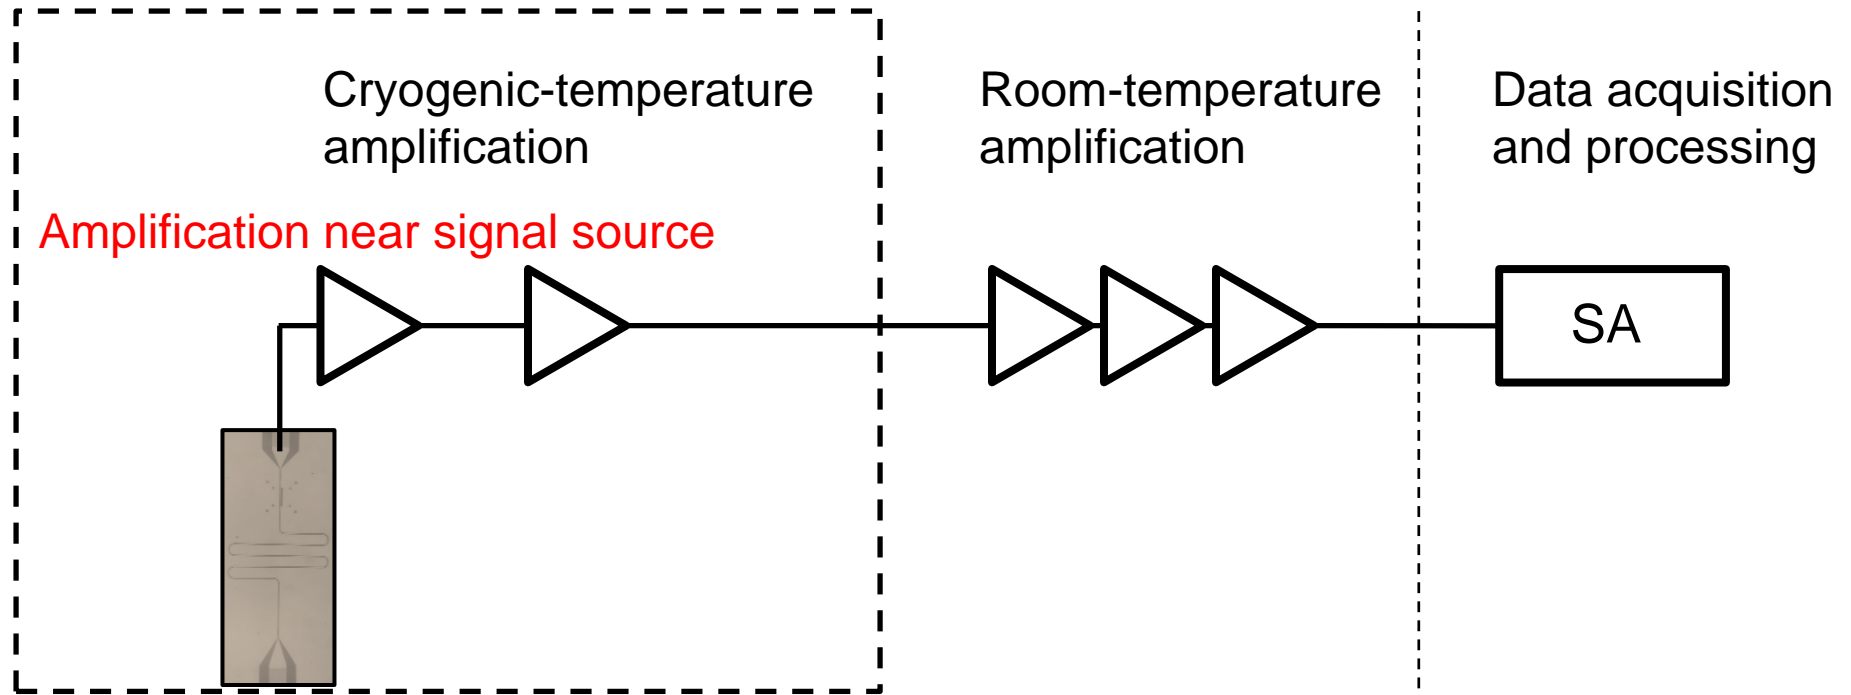 Cryogenic-temperature
amplification
Room-temperature
amplification
Data acquisition
and processing
Amplification near signal source
SA